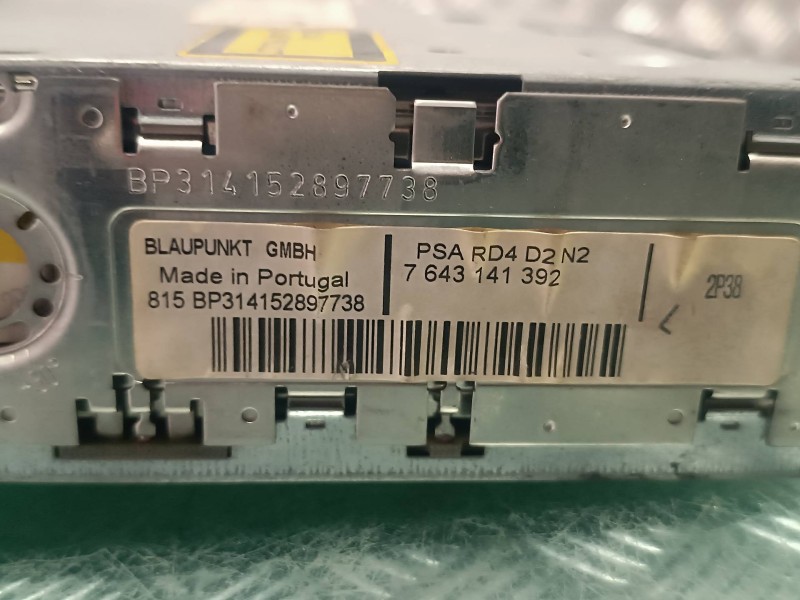 BP314152897738
BLAUPUNKT GMBH
Made in Portugal
815 BP314152897738
PSA RD4 D2 N2
7 643 141 392
2P38